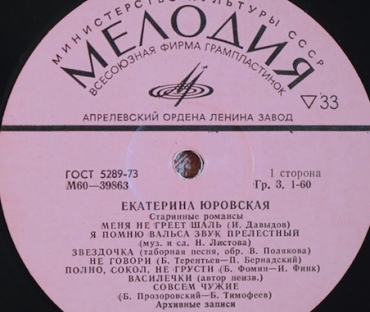 МИНИСТЕРСТВО КУЛЬТУРЫ СССР
МЕЛОДИЯ
ВСЕСОЮЗНАЯ ФИРМА ГРАМПЛАСТИНОК
33
АПРЕЛЕВСКИЙ ОРДЕНА ЛЕНИНА ЗАВОД
ГОСТ 5289-73
М60—39863
1 сторона
Гр. 3. 1-60
ЕКАТЕРИНА ЮРОВСКАЯ
Старинные романсы
МЕНЯ НЕ ГРЕЕТ ШАЛЬ (И. Давыдов)
Я ПОМНЮ ВАЛЬСА ЗВУК ПРЕЛЕСТНЫЙ
(муз. и сл. Н. Листова)
ЗВЕЗДОЧКА (таборная песня, обр. В. Полякова)
НЕ ГОВОРИ (Б. Терентьев—П. Бернадский)
ПОЛНО, СОКОЛ, НЕ ГРУСТИ (Б. Фомин—И. Финк)
ВАСИЛЕЧКИ (автор неизв.)
СОВСЕМ ЧУЖИЕ
(Б. Прозоровский—Б. Тимофеев)
Архивные записи